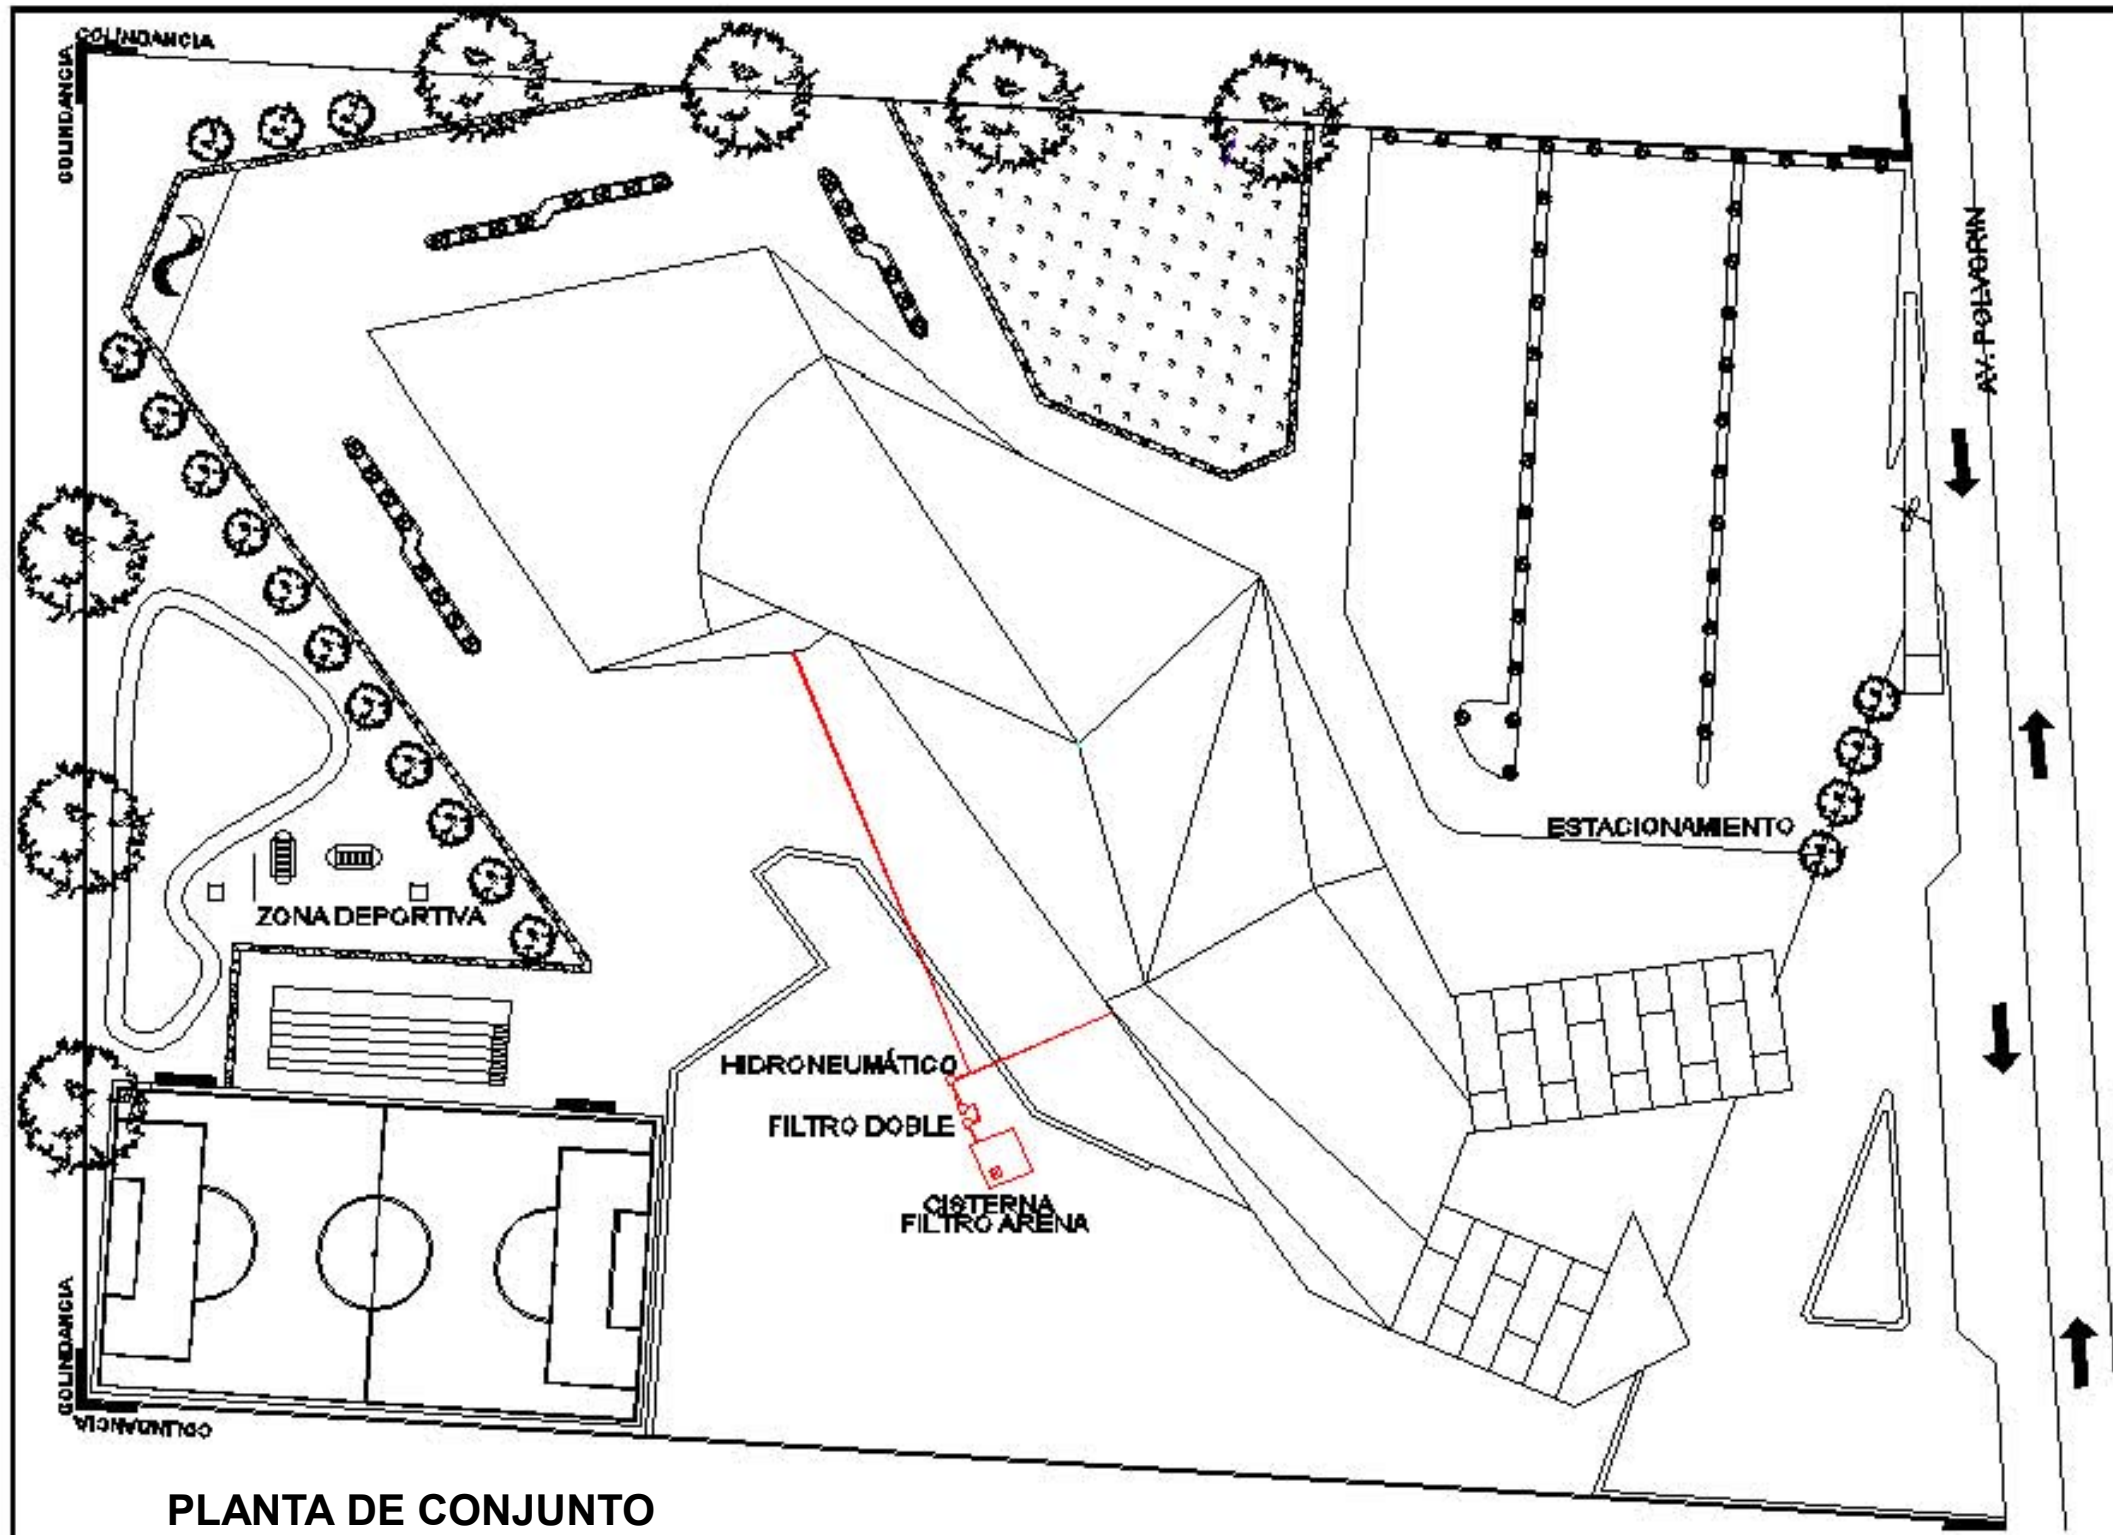 COLINDANCIA
COLINDANCIA
AV. POLVORIN
ESTACIONAMIENTO
ZONA DEPORTIVA
HIDRONEUMÁTICO
FILTRO DOBLE
CISTERNA
FILTRO ARENA
COLINDANCIA
COLINDANCIA
PLANTA DE CONJUNTO